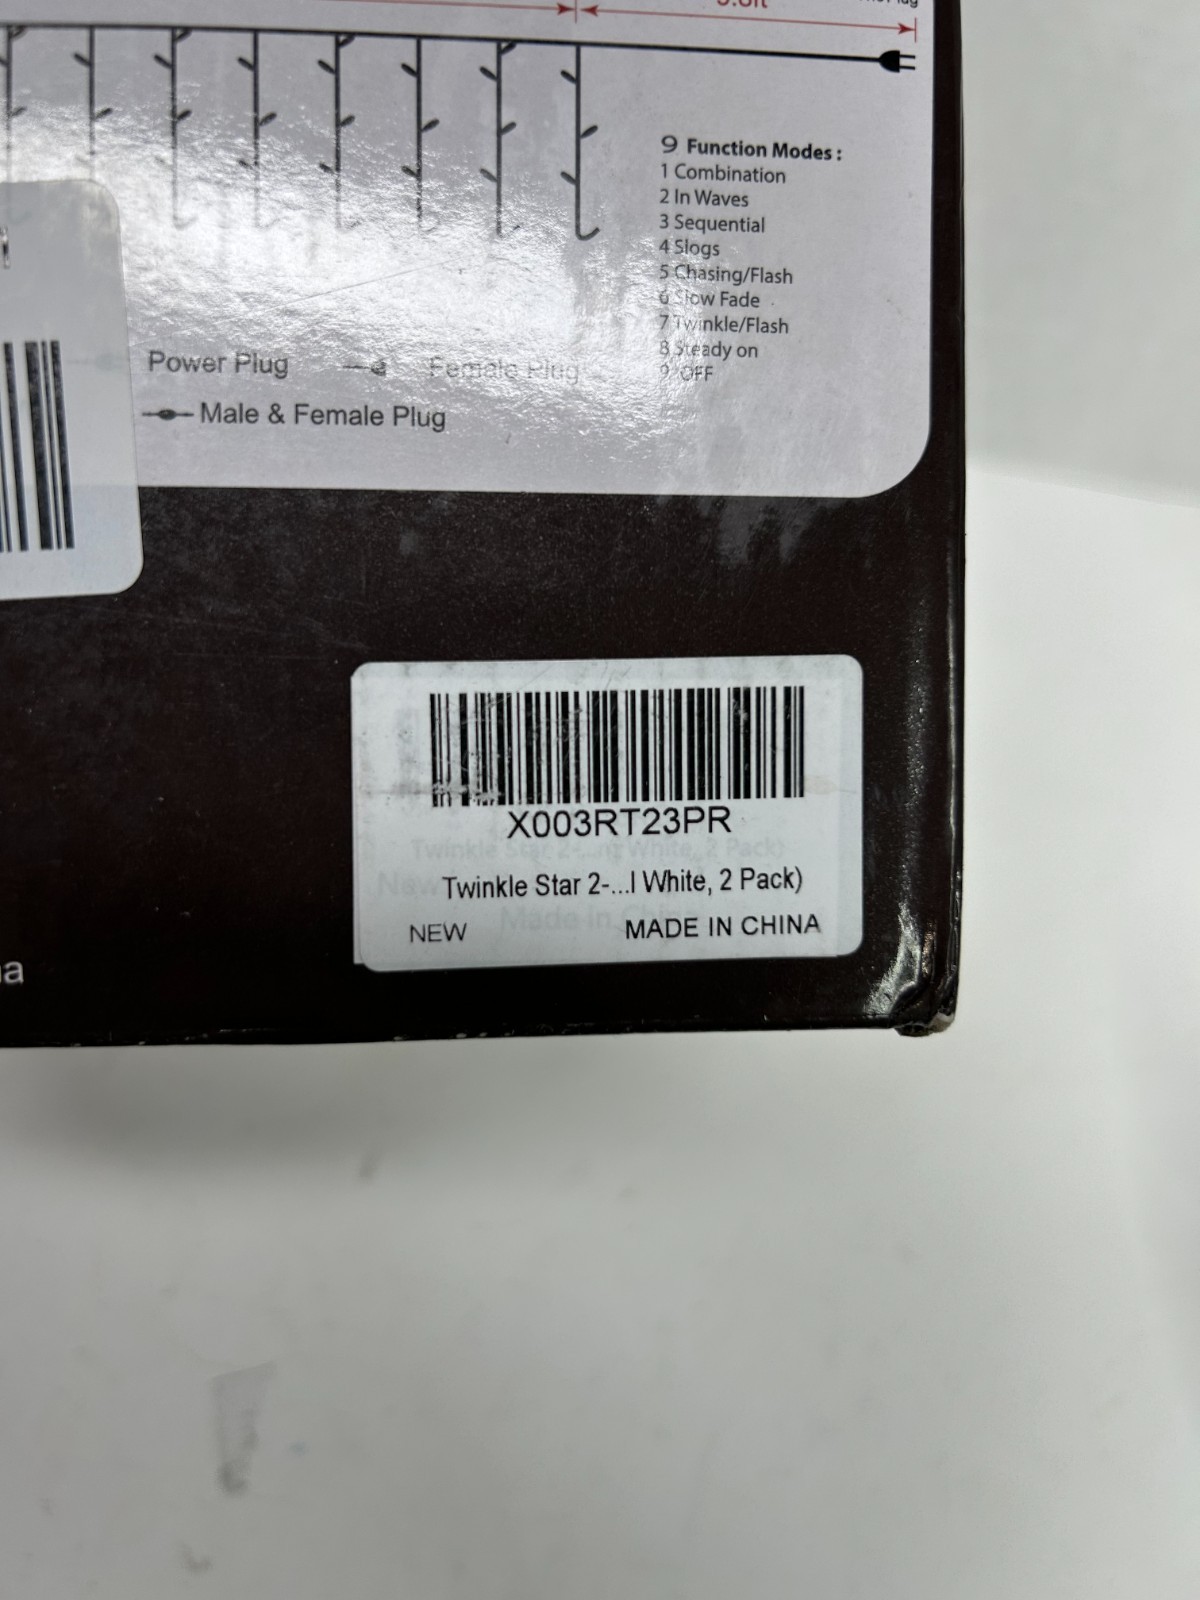 9 Function Modes :
1 Combination
2 In Waves
3 Sequential
4 Slogs
5 Chasing/Flash
6 Slow Fade
7 Twinkle/Flash
8 Steady on
9 OFF
Power Plug
Female Plug
Male & Female Plug
X003RT23PR
Twinkle Star 2-...l White, 2 Pack)
NEW
MADE IN CHINA